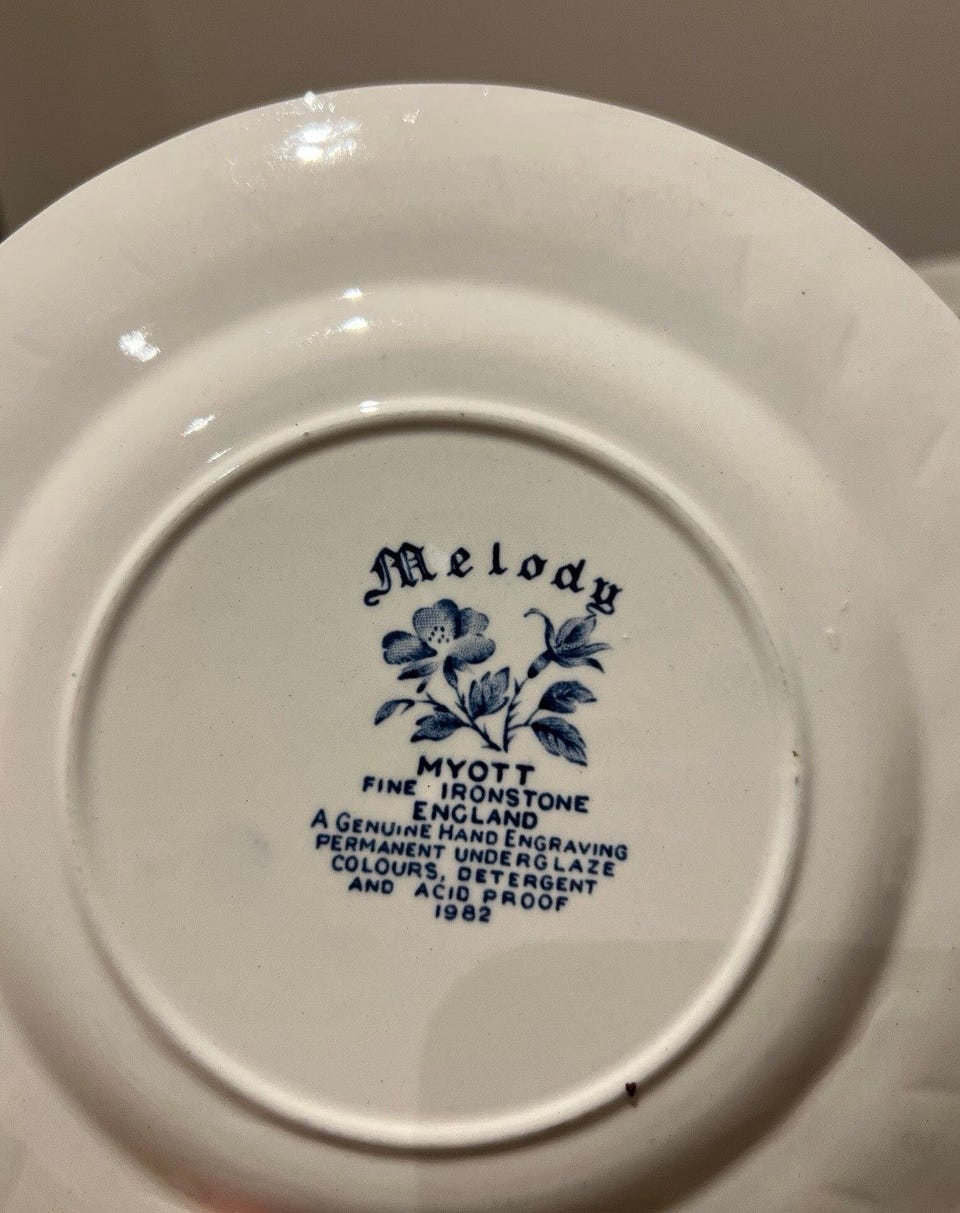 Melody
MYOTT
FINE IRONSTONE
ENGLAND
A GENUINE HAND ENGRAVING
PERMANENT UNDERGLAZE
COLOURS, DETERGENT
AND ACID PROOF
1982